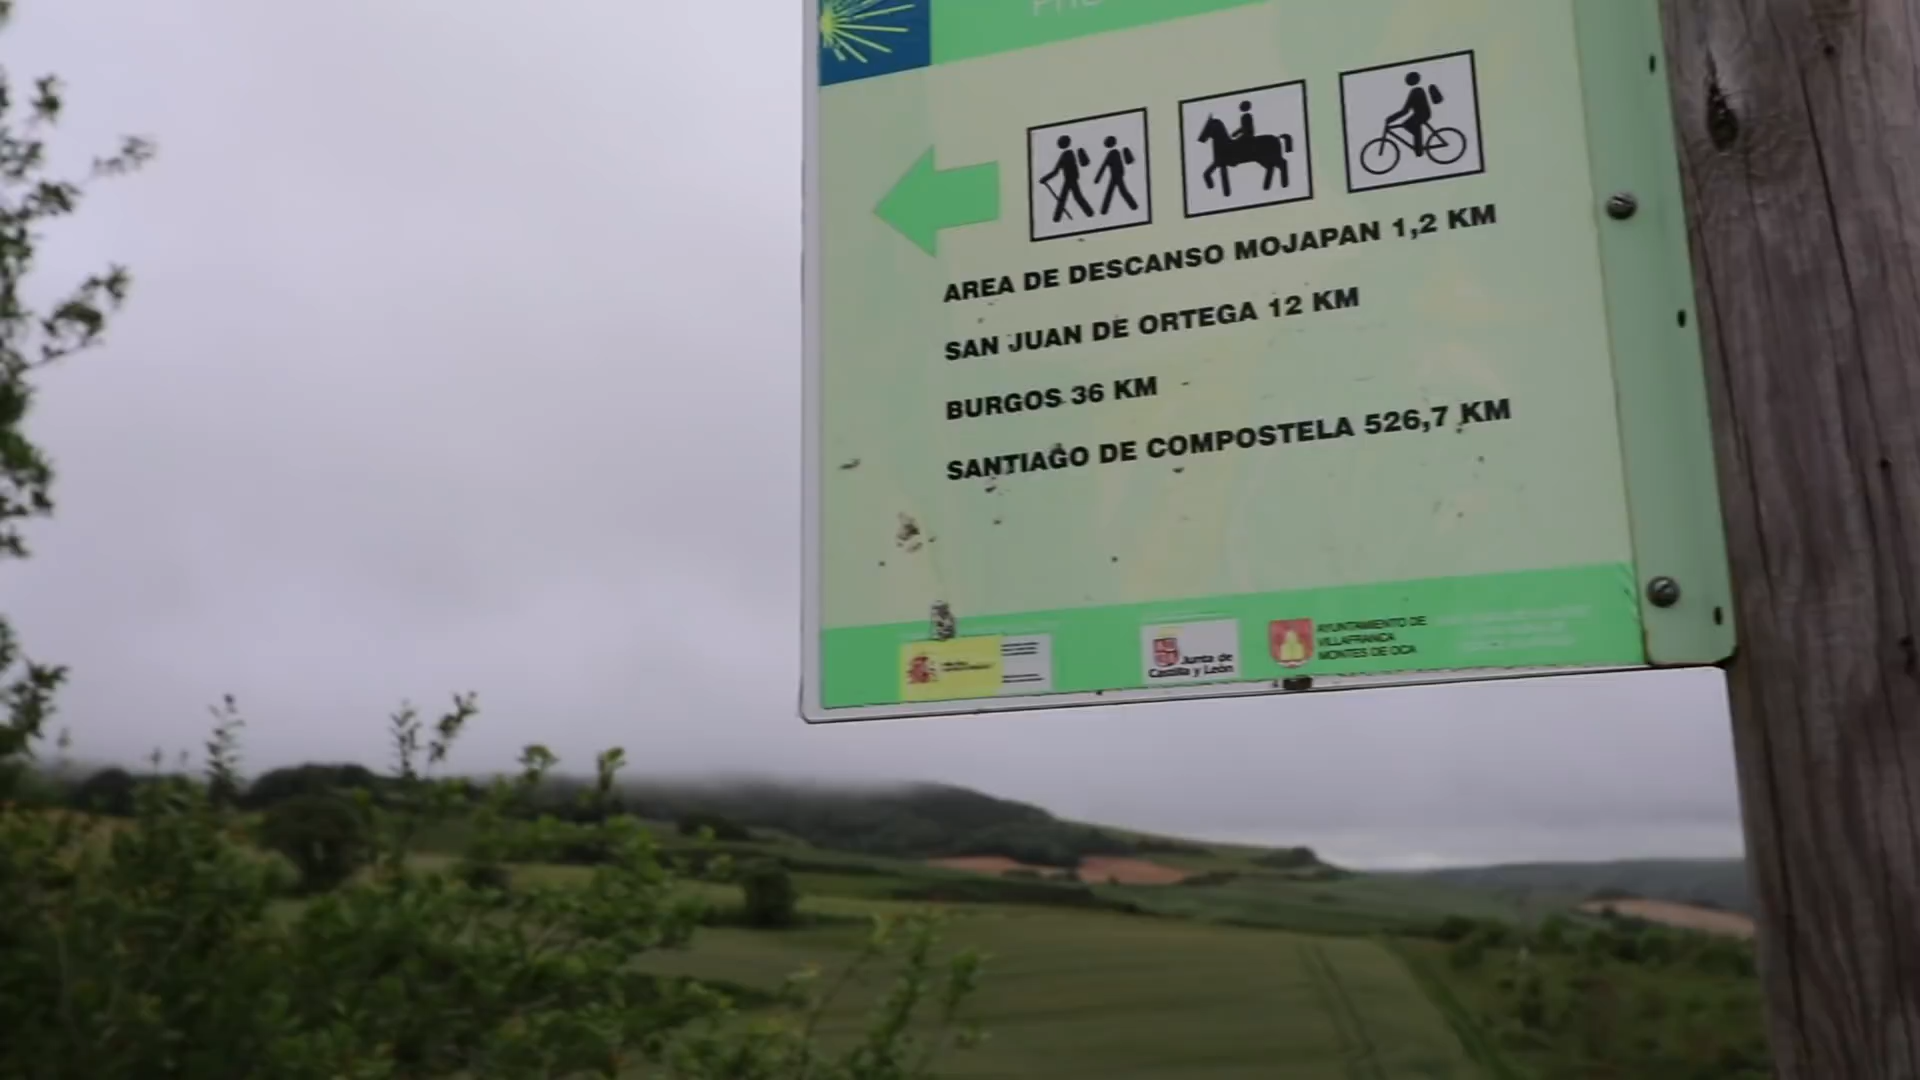 AREA DE DESCANSO MOJAPAN 1,2 KM
SAN JUAN DE ORTEGA 12 KM
BURGOS 36 KM
SANTIAGO DE COMPOSTELA 526,7 KM
Junta de
Castilla y León
AYUNTAMIENTO DE
VILLAFRANCA
MONTES DE OCA